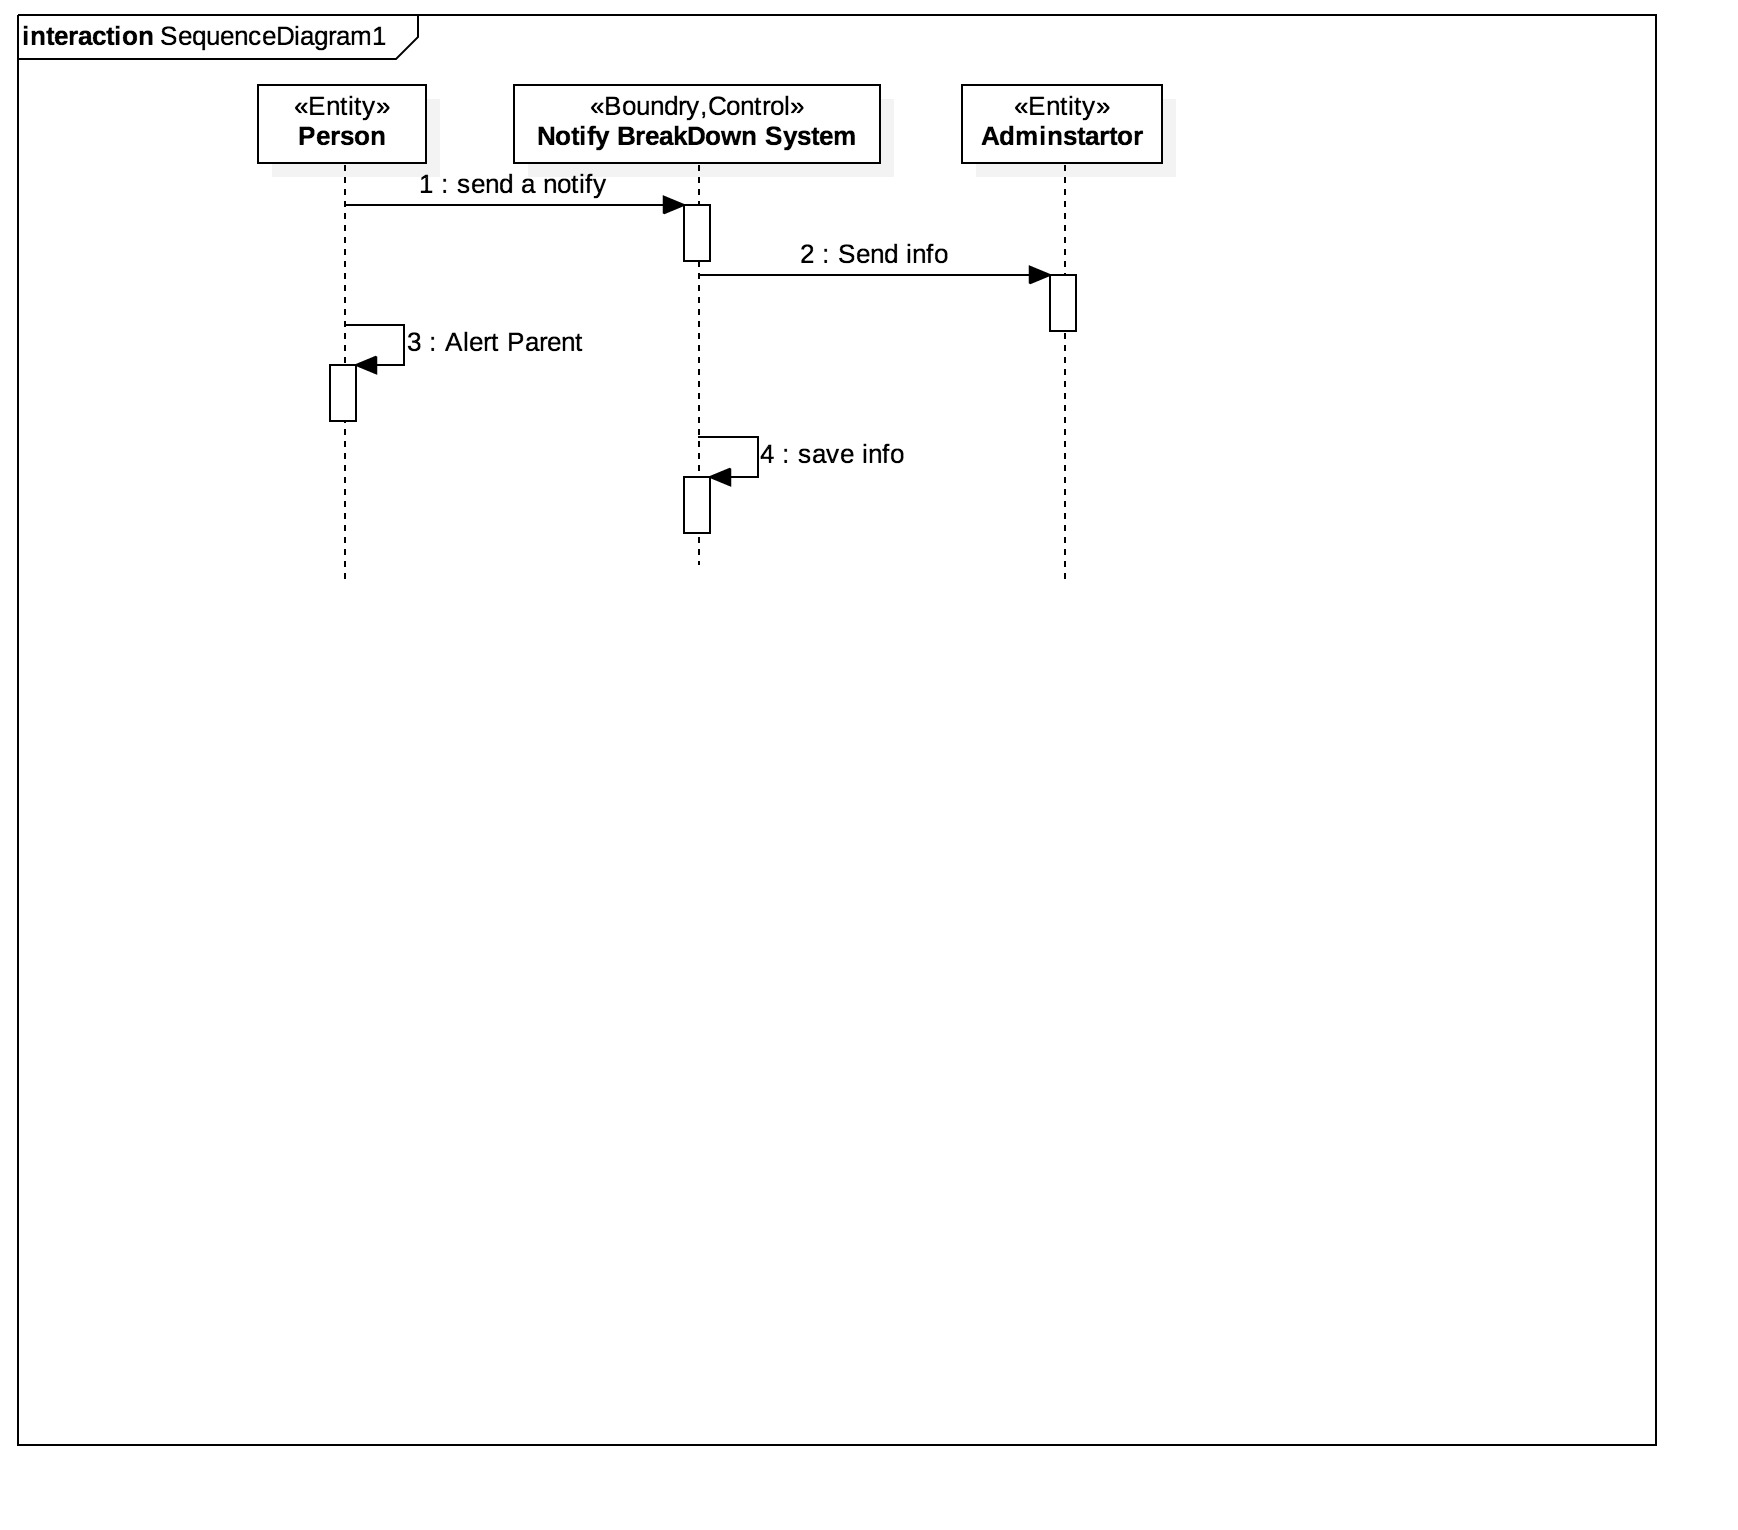 interaction SequenceDiagram1
«Entity»
Person
«Boundry,Control»
Notify BreakDown System
«Entity»
Adminstartor
1 : send a notify
2 : Send info
3 : Alert Parent
4 : save info